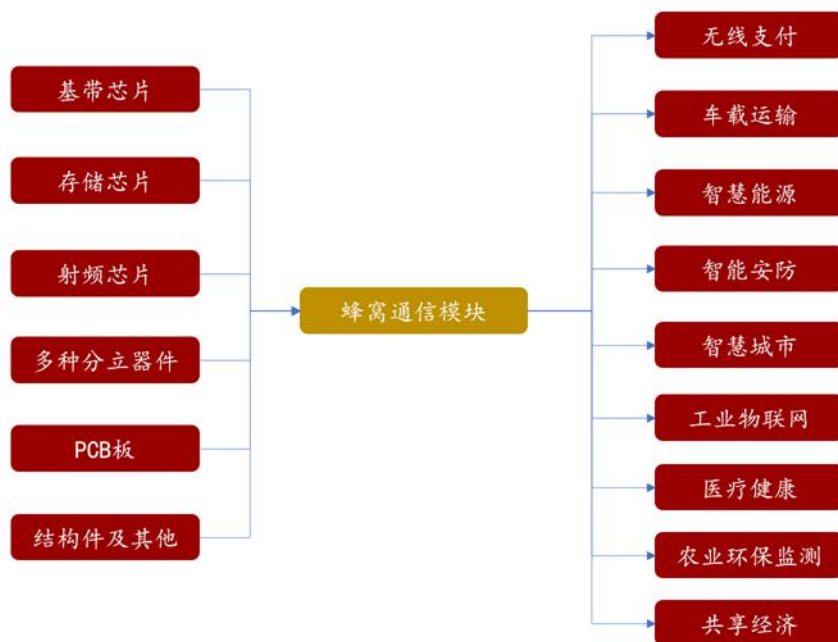 基带芯片
存储芯片
射频芯片
多种分立器件
PCB板
结构件及其他
蜂窝通信模块
无线支付
车载运输
智慧能源
智能安防
智慧城市
工业物联网
医疗健康
农业环保监测
共享经济